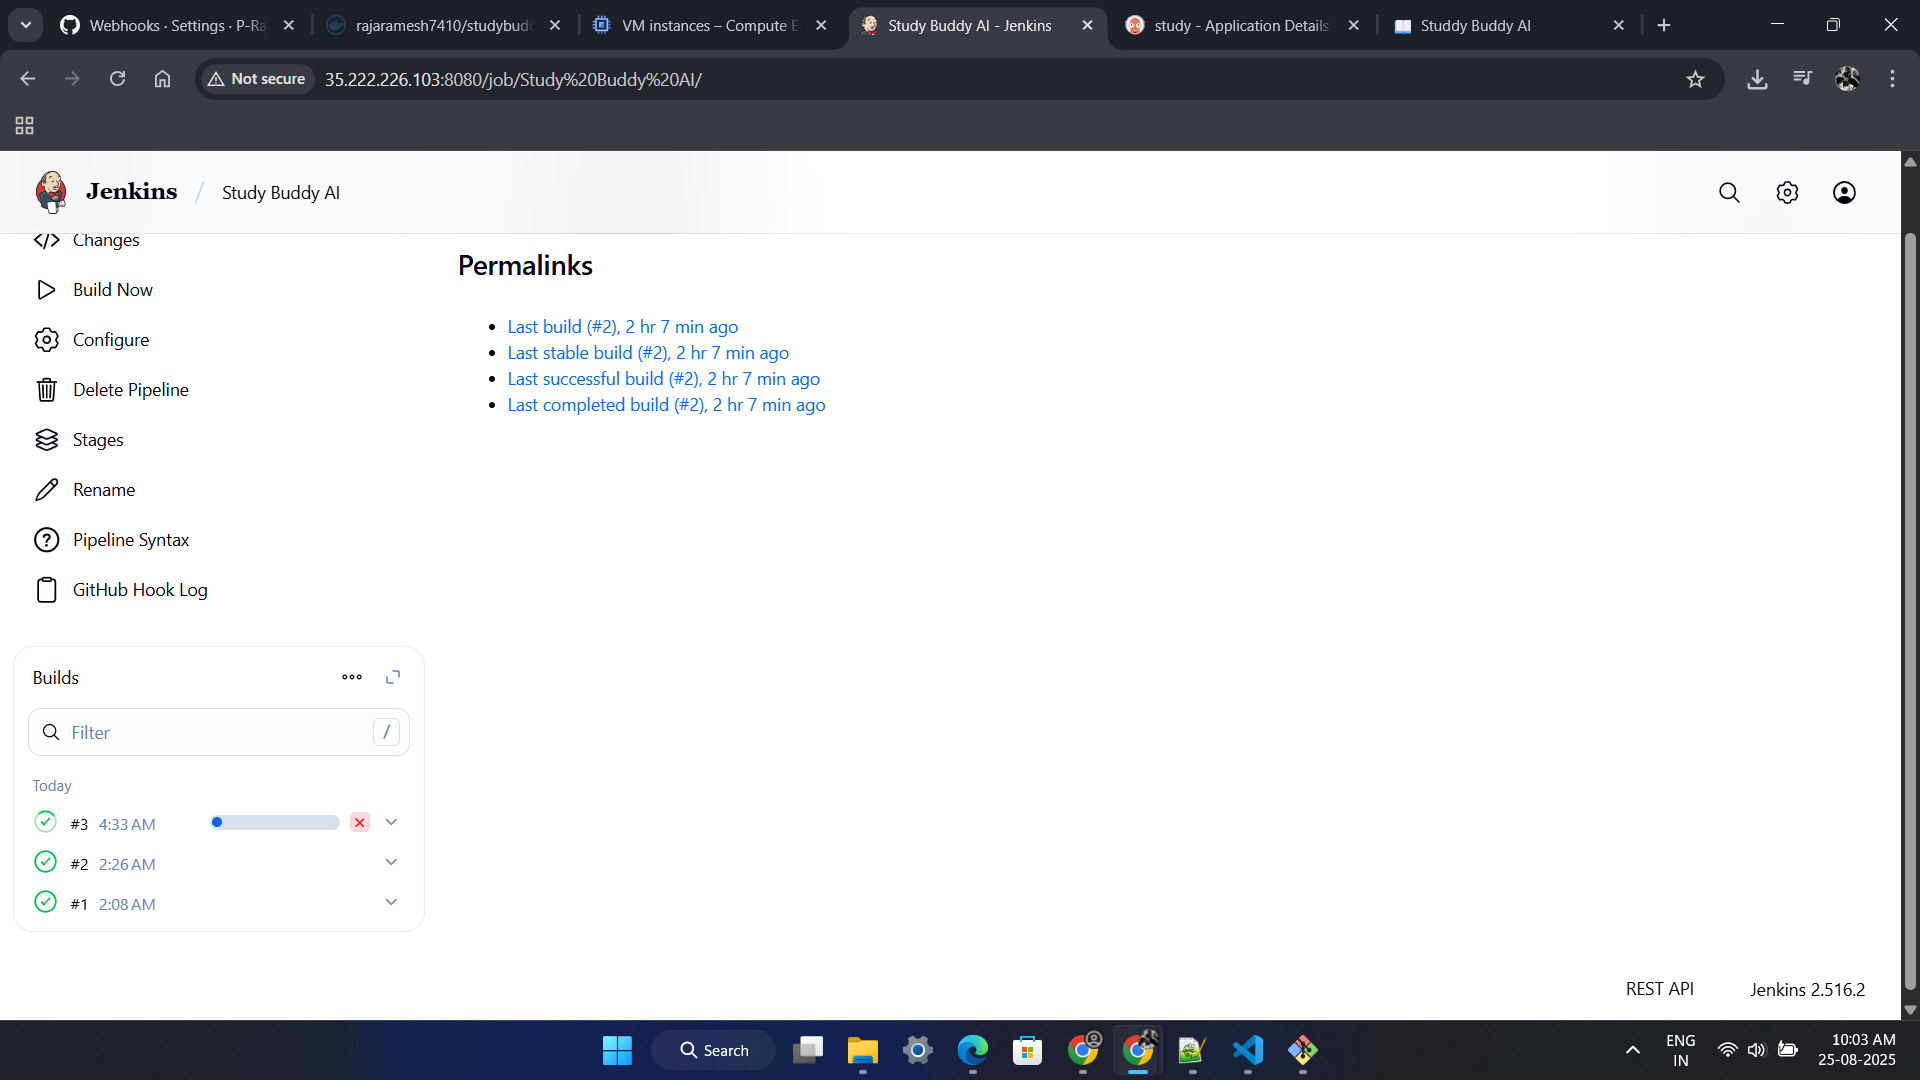 Webhooks · Settings · P-Ra
rajaramesh7410/studybudd
VM instances – Compute E
Study Buddy AI - Jenkins
study - Application Details
Studdy Buddy AI
Not secure
35.222.226.103:8080/job/Study%20Buddy%20AI/
Jenkins / Study Buddy AI
Changes
Build Now
Configure
Delete Pipeline
Stages
Rename
Pipeline Syntax
GitHub Hook Log
Builds
Filter /
Today
#3 4:33 AM
#2 2:26 AM
#1 2:08 AM
Permalinks
Last build (#2), 2 hr 7 min ago
Last stable build (#2), 2 hr 7 min ago
Last successful build (#2), 2 hr 7 min ago
Last completed build (#2), 2 hr 7 min ago
REST API
Jenkins 2.516.2
Search
ENG
IN
10:03 AM
25-08-2025